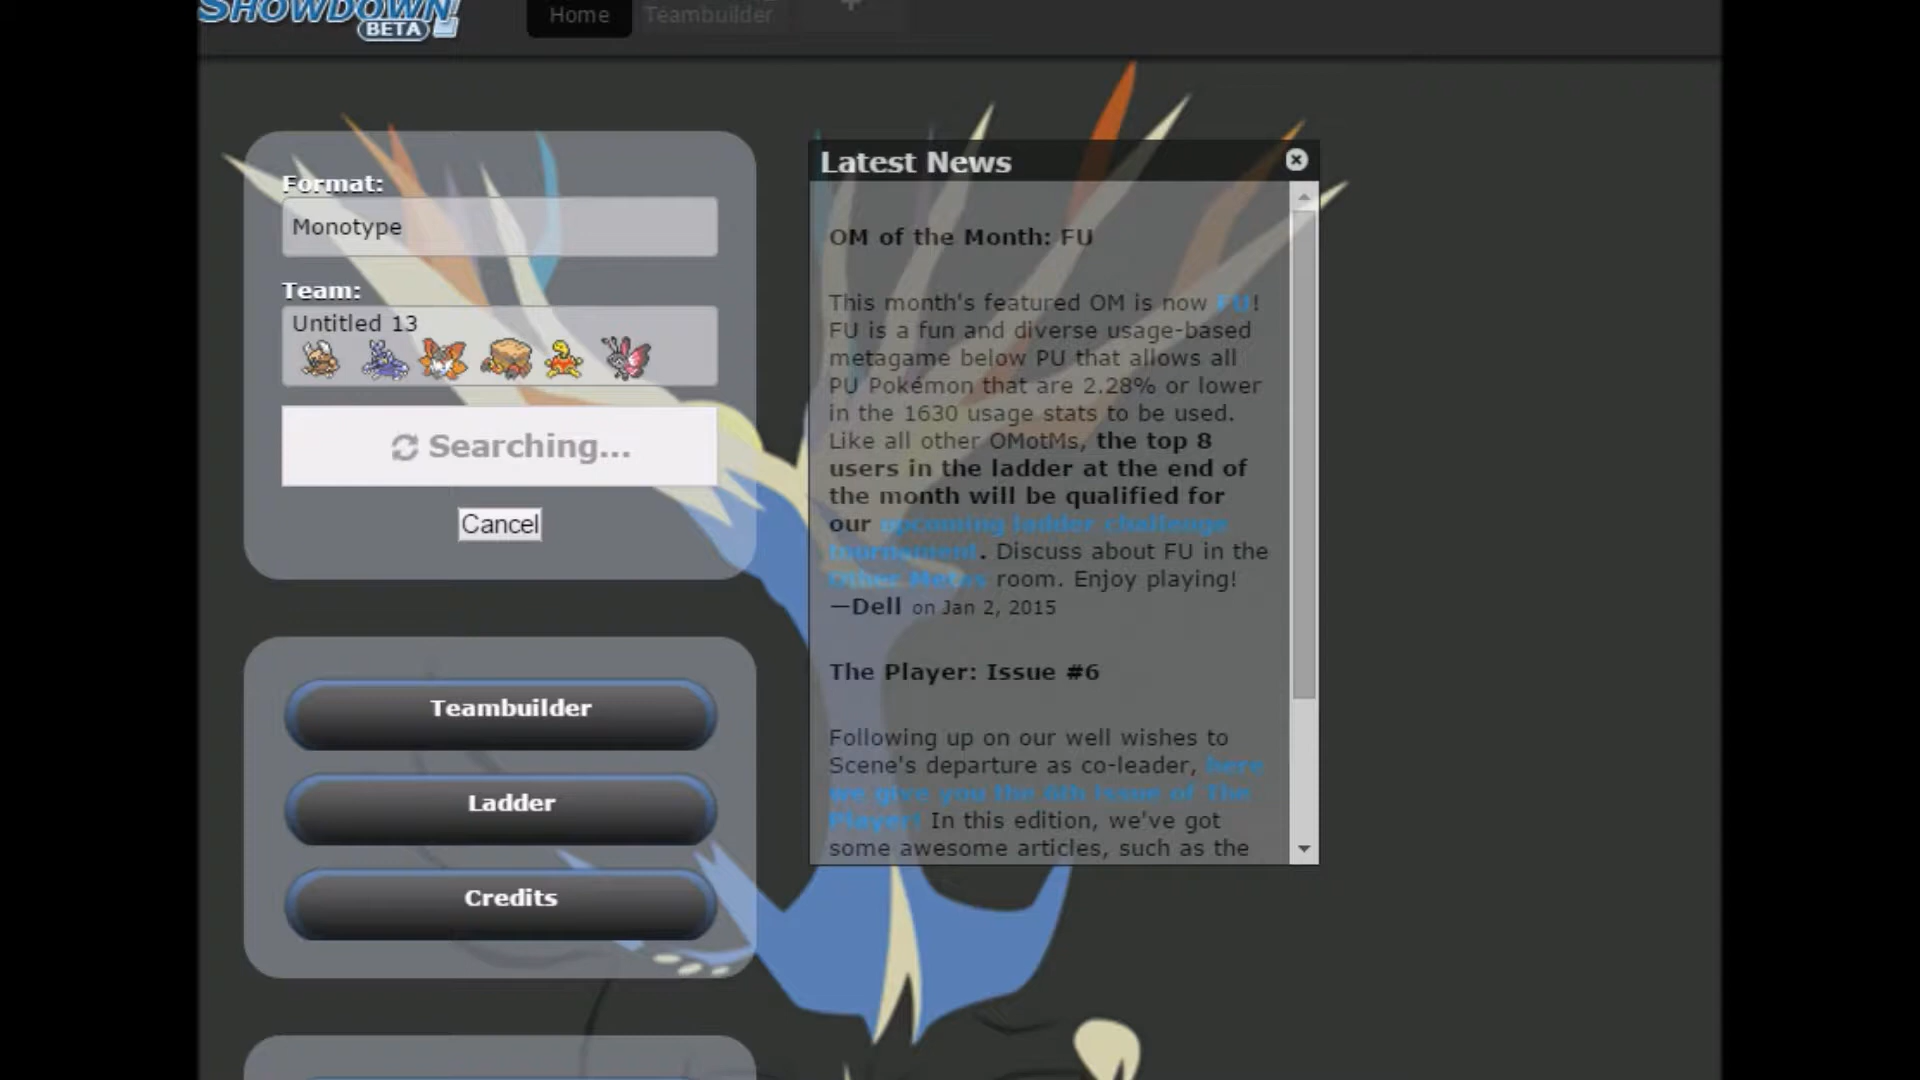 SHOWDOWN!
BETA
Home
Teambuilder
Format:
Monotype
Team:
Untitled 13
Searching...
Cancel
Teambuilder
Ladder
Credits
Latest News
OM of the Month: FU
This month's featured OM is now FU!
FU is a fun and diverse usage-based
metagame below PU that allows all
PU Pokémon that are 2.28% or lower
in the 1630 usage stats to be used.
Like all other OMotMs, the top 8
users in the ladder at the end of
the month will be qualified for
our upcoming ladder challenge
tournament. Discuss about FU in the
Other Metas room. Enjoy playing!
—Dell on Jan 2, 2015
The Player: Issue #6
Following up on our well wishes to
Scene's departure as co-leader, here
we give you the 6th issue of The
Player! In this edition, we've got
some awesome articles, such as the